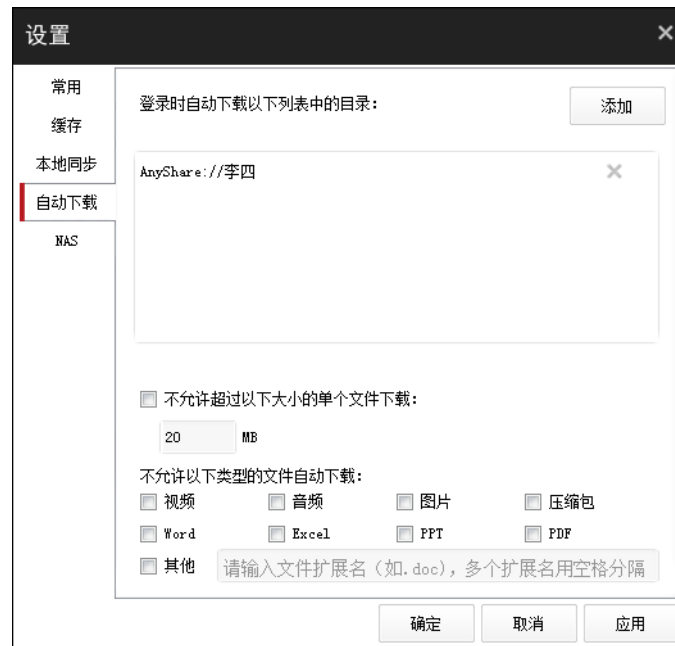 设置
常用
缓存
本地同步
自动下载
NAS
登录时自动下载以下列表中的目录：
添加
AnyShare://李四
不允许超过以下大小的单个文件下载：
20 MB
不允许以下类型的文件自动下载：
视频 音频 图片 压缩包
Word Excel PPT PDF
其他 请输入文件扩展名（如.doc），多个扩展名用空格分隔
确定 取消 应用